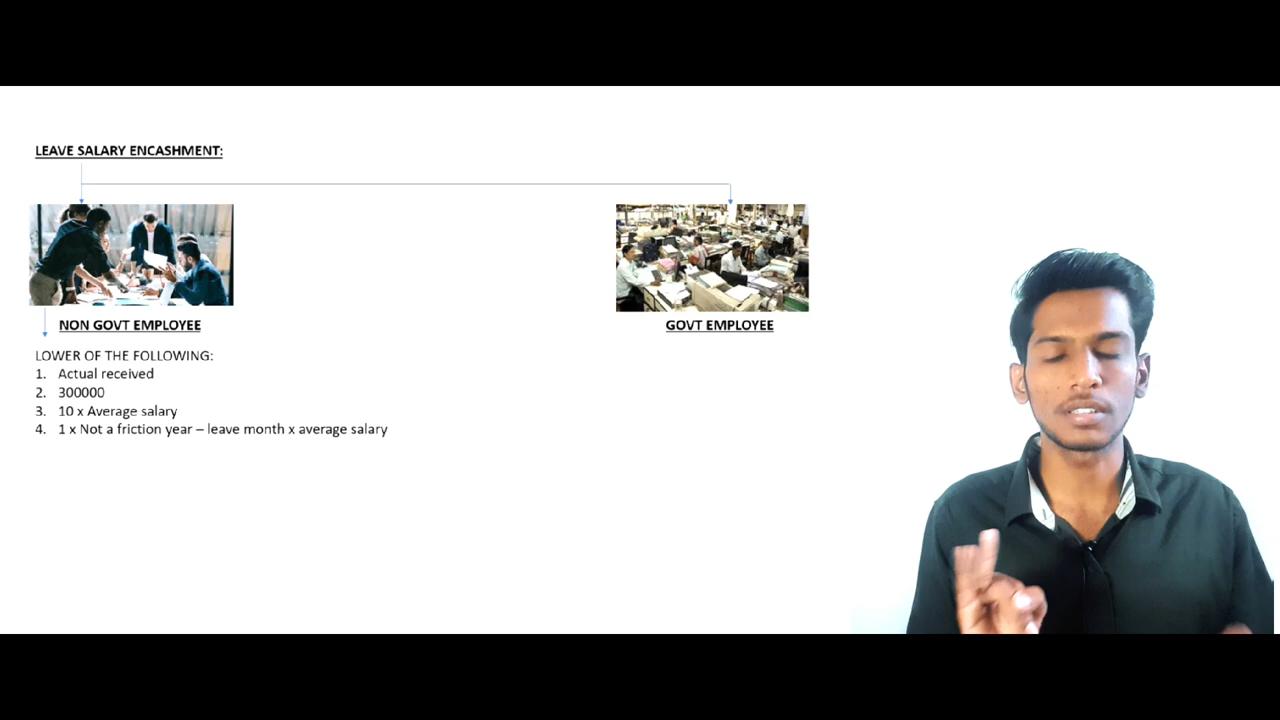 LEAVE SALARY ENCASHMENT:
NON GOVT EMPLOYEE
GOVT EMPLOYEE
LOWER OF THE FOLLOWING:
1. Actual received
2. 300000
3. 10 x Average salary
4. 1 x Not a friction year – leave month x average salary